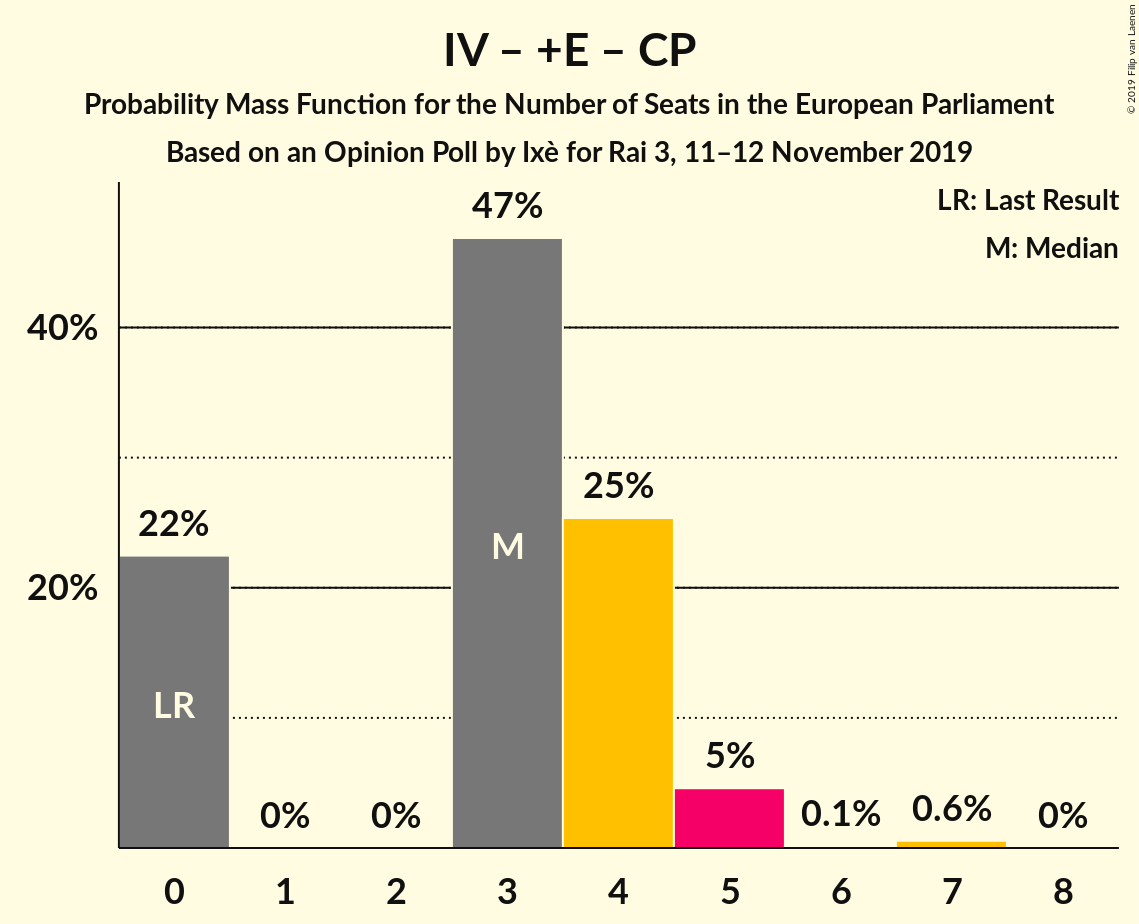 IV – +E – CP
Probability Mass Function for the Number of Seats in the European Parliament
Based on an Opinion Poll by Ixè for Rai 3, 11–12 November 2019
© 2019 Filip van Laenen
LR: Last Result
M: Median
47%
40%
25%
22%
M
20%
LR
5%
0%
0%
0.1%
0.6%
0%
0 1 2 3 4 5 6 7 8